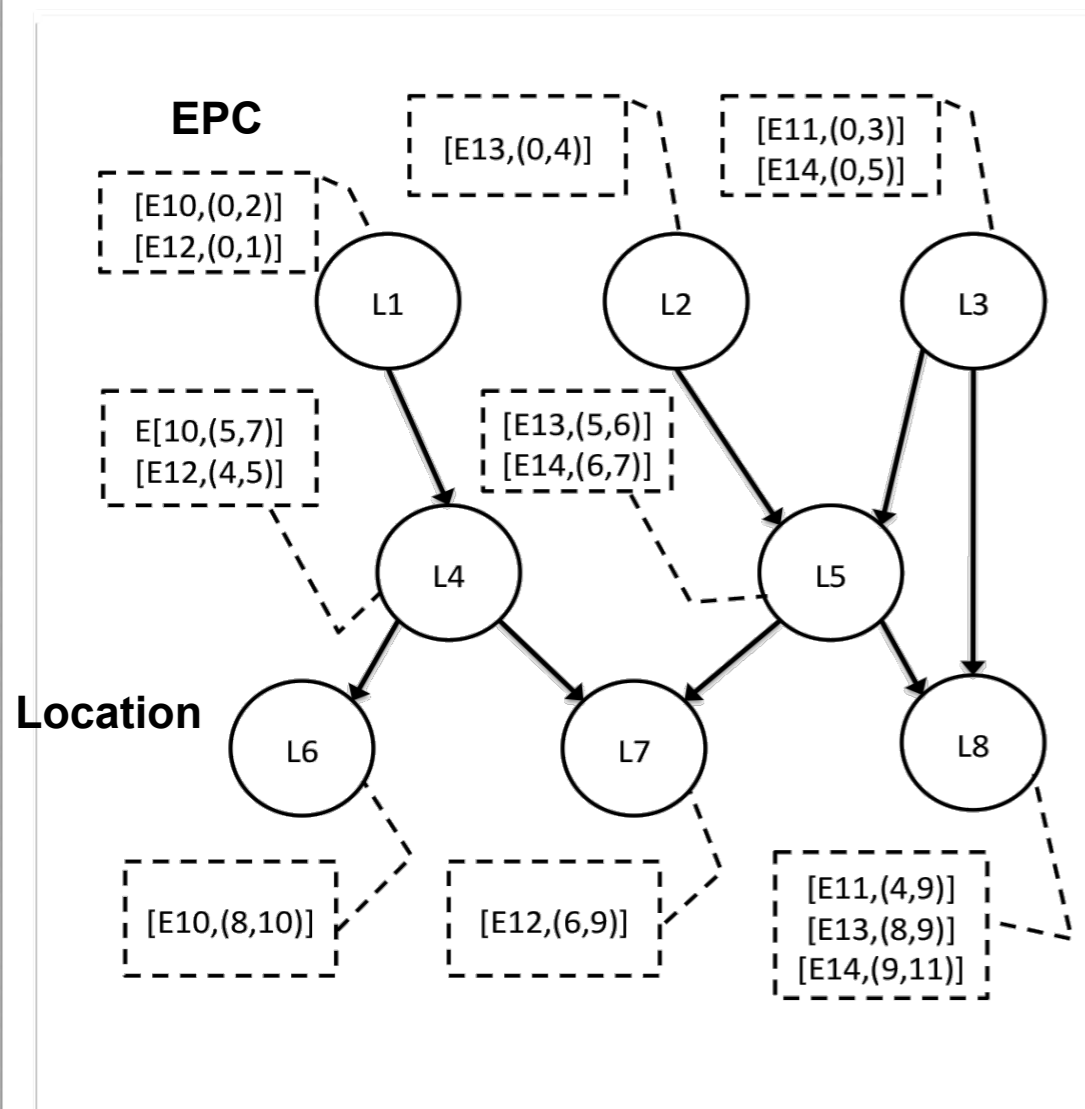 EPC
[E13,(0,4)]
[E11,(0,3)]
[E14,(0,5)]
[E10,(0,2)]
[E12,(0,1)]
L1
L2
L3
E[10,(5,7)]
[E12,(4,5)]
[E13,(5,6)]
[E14,(6,7)]
L4
L5
Location
L6
L7
L8
[E10,(8,10)]
[E12,(6,9)]
[E11,(4,9)]
[E13,(8,9)]
[E14,(9,11)]